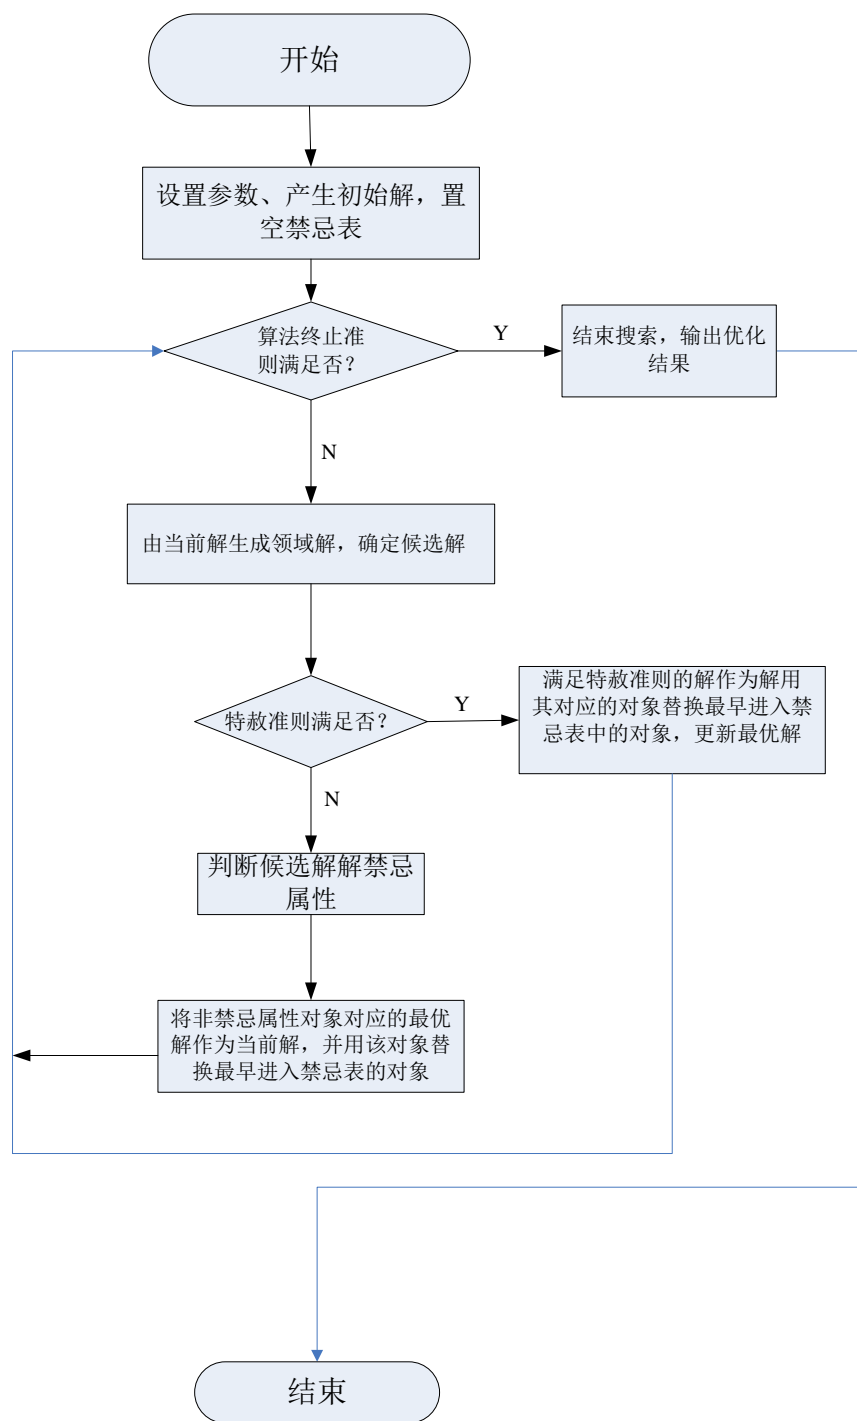 开始
设置参数、产生初始解，置
空禁忌表
算法终止准
则满足否？
Y
结束搜索，输出优化
结果
N
由当前解生成领域解，确定候选解
特赦准则满足否？
Y
满足特赦准则的解作为解用
其对应的对象替换最早进入禁
忌表中的对象，更新最优解
N
判断候选解解禁忌
属性
将非禁忌属性对象对应的最优
解作为当前解，并用该对象替
换最早进入禁忌表的对象
结束